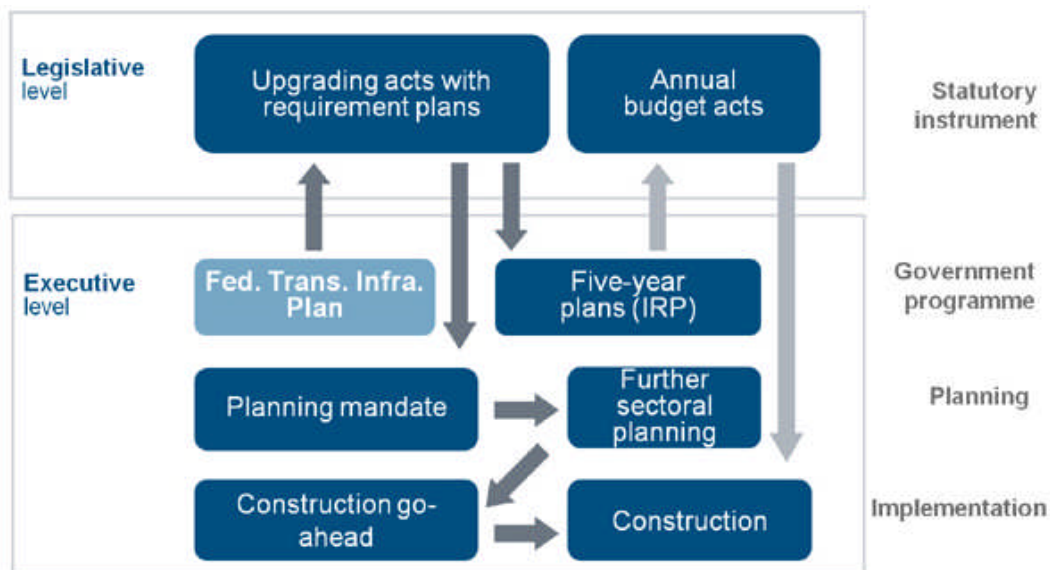 Legislative
level
Upgrading acts with
requirement plans
Annual
budget acts
Statutory
instrument
Executive
level
Fed. Trans. Infra.
Plan
Five-year
plans (IRP)
Government
programme
Planning mandate
Further
sectoral
planning
Planning
Construction go-
ahead
Construction
Implementation